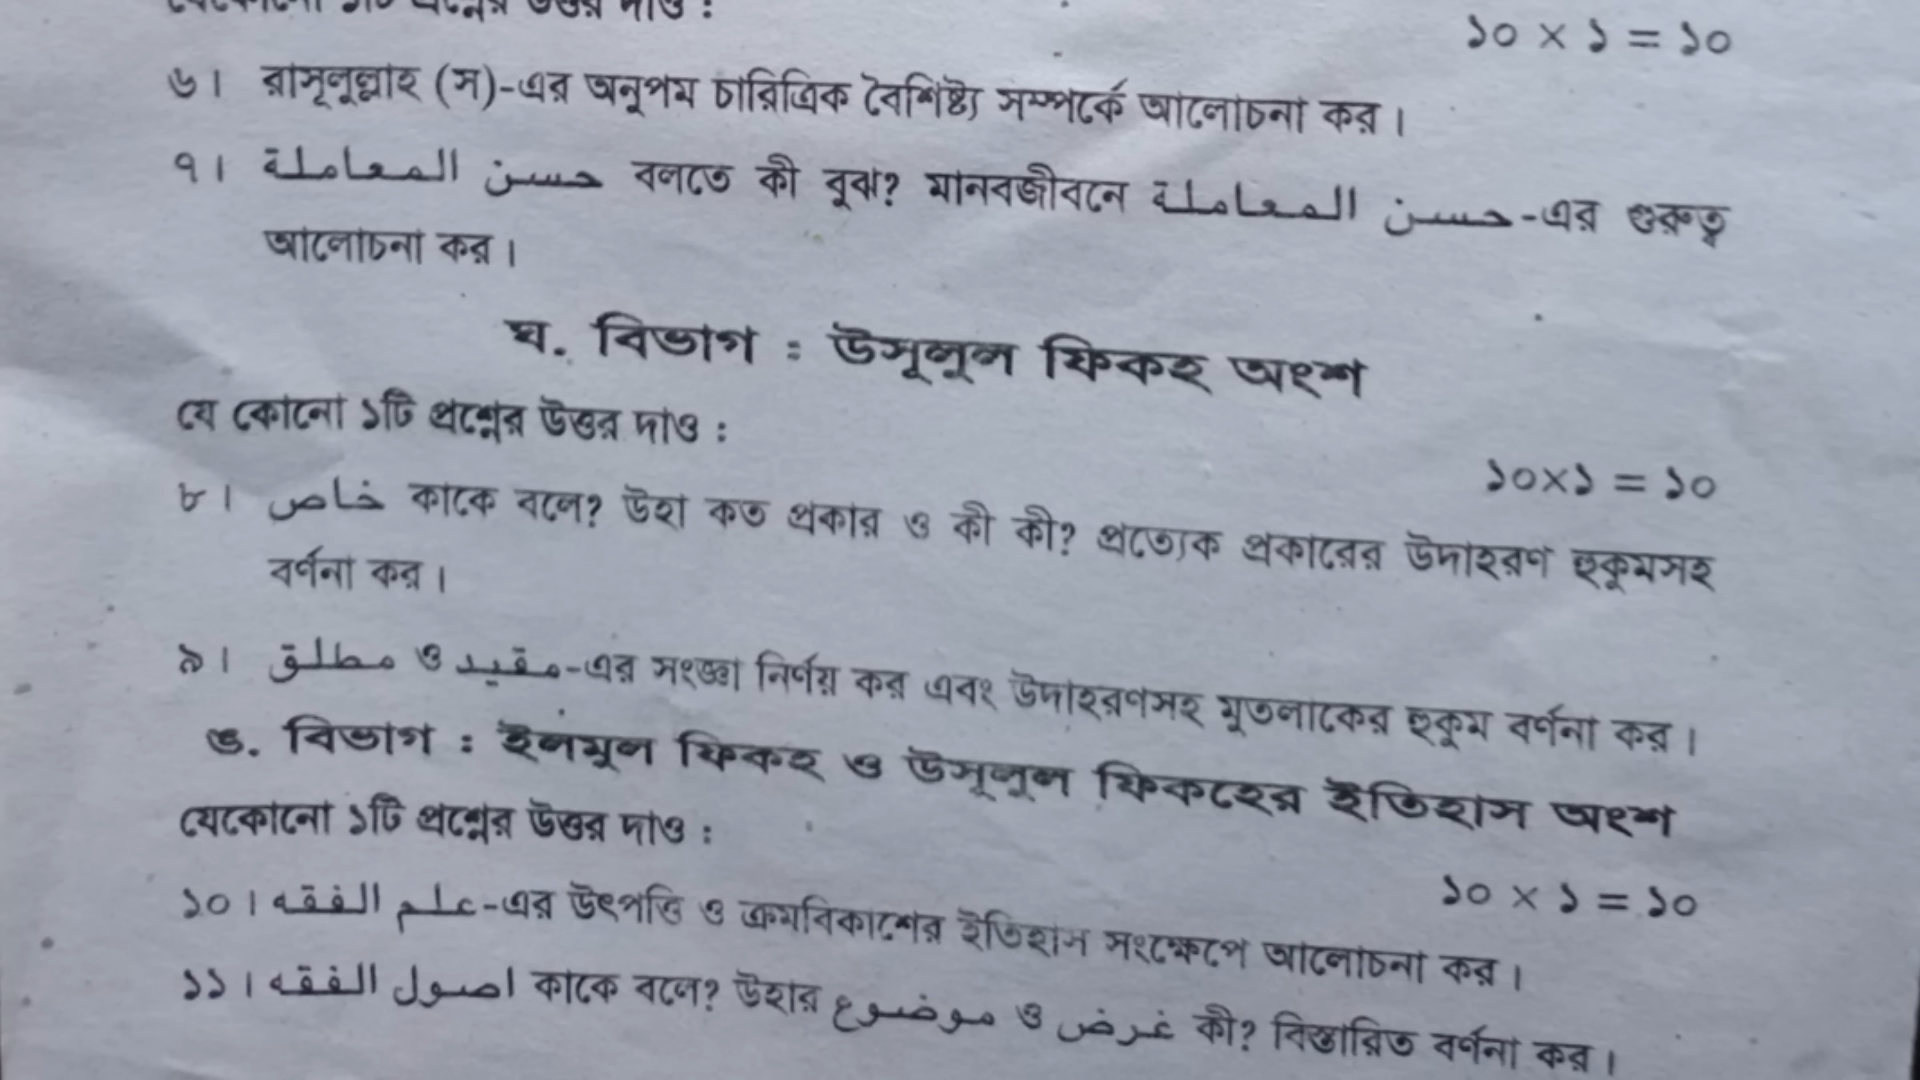 যেকোনো ১টি প্রশ্নের উত্তর দাও :
১০ × ১ = ১০
৬। রাসূলুল্লাহ (স)-এর অনুপম চারিত্রিক বৈশিষ্ট্য সম্পর্কে আলোচনা কর।
৭। حسن المعاملة বলতে কী বুঝ? মানবজীবনে حسن المعاملة-এর গুরুত্ব
আলোচনা কর।
ঘ. বিভাগ : উসূলুল ফিকহ অংশ
যে কোনো ১টি প্রশ্নের উত্তর দাও :
১০×১ = ১০
৮। خاص কাকে বলে? উহা কত প্রকার ও কী কী? প্রত্যেক প্রকারের উদাহরণ হুকুমসহ
বর্ণনা কর।
৯। مطلق ও مقيد-এর সংজ্ঞা নির্ণয় কর এবং উদাহরণসহ মুতলাকের হুকুম বর্ণনা কর।
ঙ. বিভাগ : ইলমুল ফিকহ ও উসূলুল ফিকহের ইতিহাস অংশ
যেকোনো ১টি প্রশ্নের উত্তর দাও :
১০ × ১ = ১০
১০। علم الفقه-এর উৎপত্তি ও ক্রমবিকাশের ইতিহাস সংক্ষেপে আলোচনা কর।
১১। اصول الفقه কাকে বলে? উহার موضوع ও غرض কী? বিস্তারিত বর্ণনা কর।